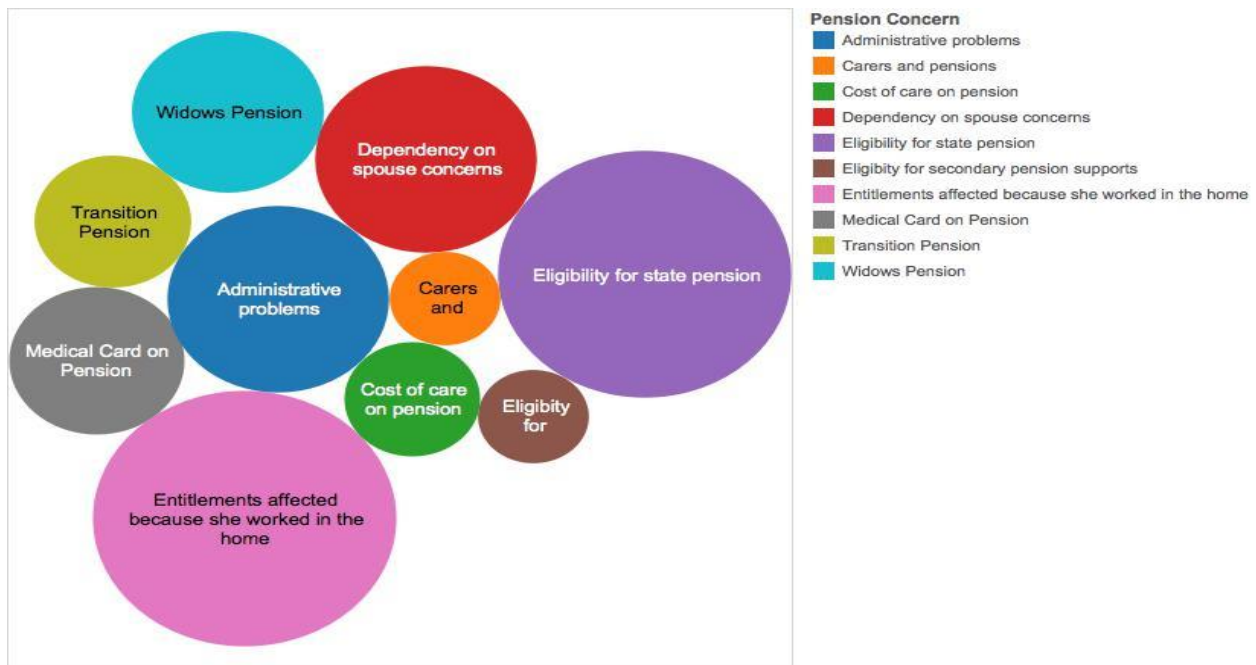 Widows Pension
Dependency on
spouse concerns
Transition
Pension
Eligibility for state pension
Administrative
problems
Carers
and
Medical Card on
Pension
Cost of care
on pension
Eligibity
for
Entitlements affected
because she worked in the
home
Pension Concern
Administrative problems
Carers and pensions
Cost of care on pension
Dependency on spouse concerns
Eligibility for state pension
Eligibity for secondary pension supports
Entitlements affected because she worked in the home
Medical Card on Pension
Transition Pension
Widows Pension